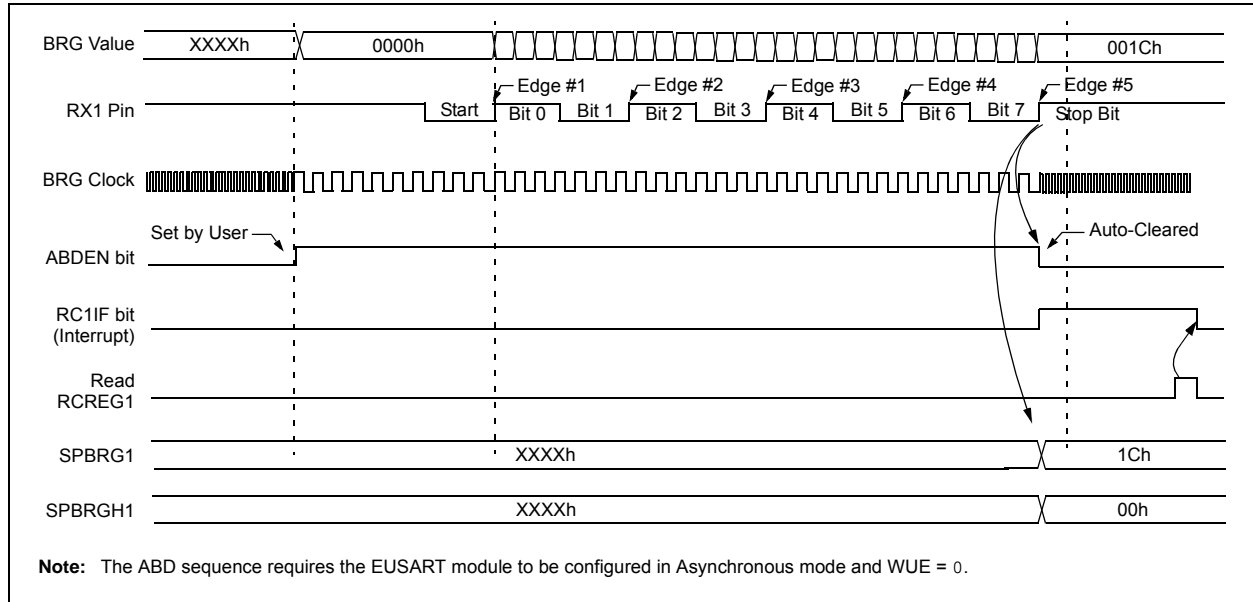 BRG Value XXXXh 0000h 001Ch
Edge #1 Edge #2 Edge #3 Edge #4 Edge #5
RX1 Pin Start Bit 0 Bit 1 Bit 2 Bit 3 Bit 4 Bit 5 Bit 6 Bit 7 Stop Bit
BRG Clock
Set by User Auto-Cleared
ABDEN bit
RC1IF bit
(Interrupt)
Read
RCREG1
SPBRG1 XXXXh 1Ch
SPBRGH1 XXXXh 00h
Note: The ABD sequence requires the EUSART module to be configured in Asynchronous mode and WUE = 0.